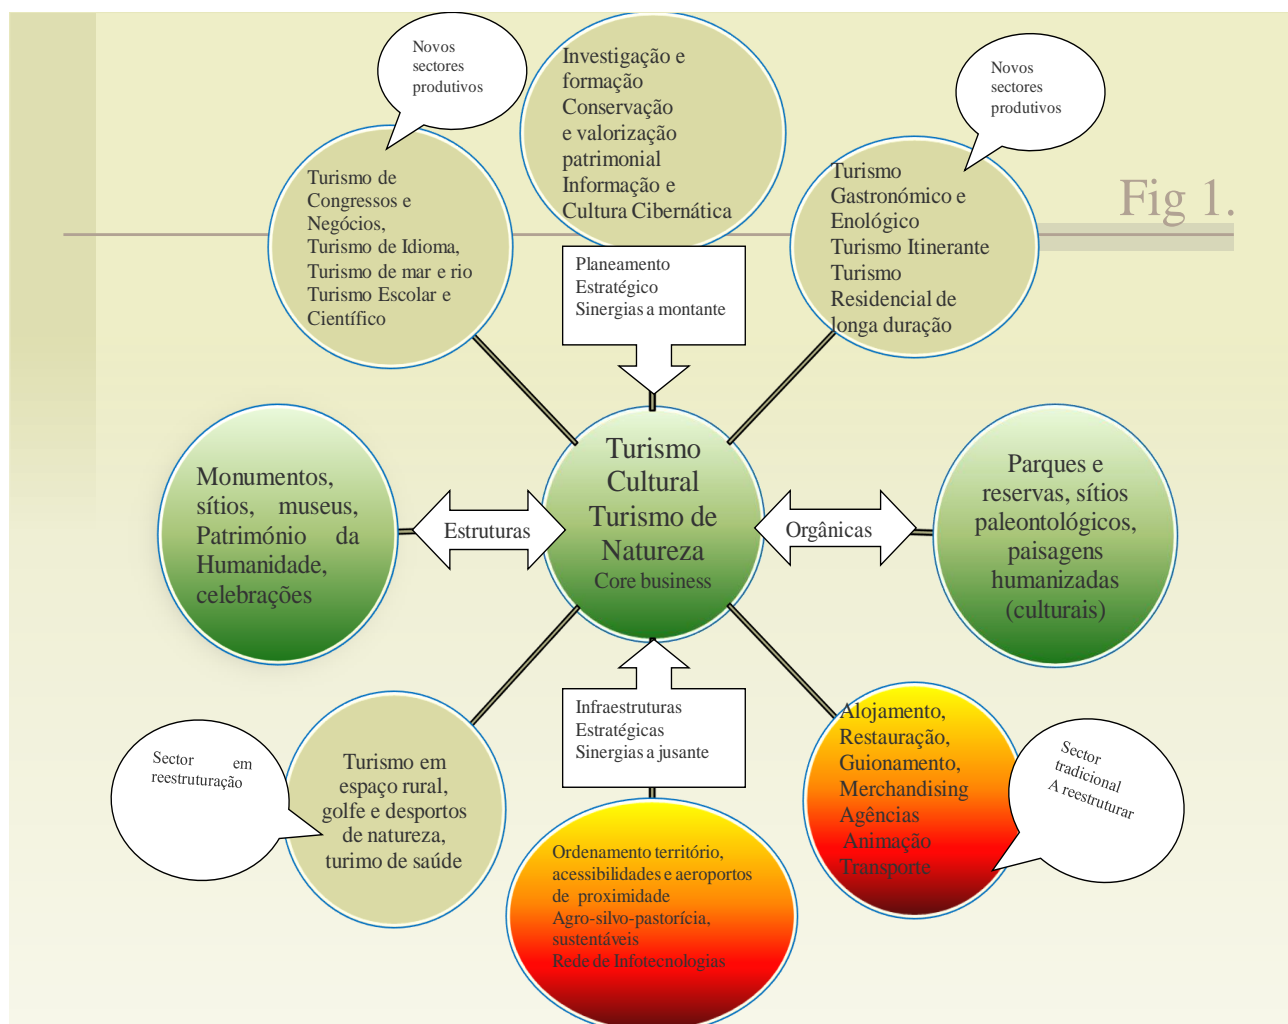 Novos
sectores
produtivos
Investigação e
formação
Conservação
e valorização
patrimonial
Informação e
Cultura Cibernática
Novos
sectores
produtivos
Fig 1.
Turismo de
Congressos e
Negócios,
Turismo de Idioma,
Turismo de mar e rio
Turismo Escolar e
Científico
Turismo
Gastronómico e
Enológico
Turismo Itinerante
Turismo
Residencial de
longa duração
Planeamento
Estratégico
Sinergias a montante
Monumentos,
sítios, museus,
Património da
Humanidade,
celebrações
Estruturas
Turismo
Cultural
Turismo de
Natureza
Core business
Orgânicas
Parques e
reservas, sítios
paleontológicos,
paisagens
humanizadas
(culturais)
Infraestruturas
Estratégicas
Sinergias a jusante
Sector em
reestruturação
Turismo em
espaço rural,
golfe e desportos
de natureza,
turimo de saúde
Ordenamento território,
acessibilidades e aeroportos
de proximidade
Agro-silvo-pastorícia,
sustentáveis
Rede de Infotecnologias
Alojamento,
Restauração,
Guionamento,
Merchandising
Agências
Animação
Transporte
Sector
tradicional
A reestruturar